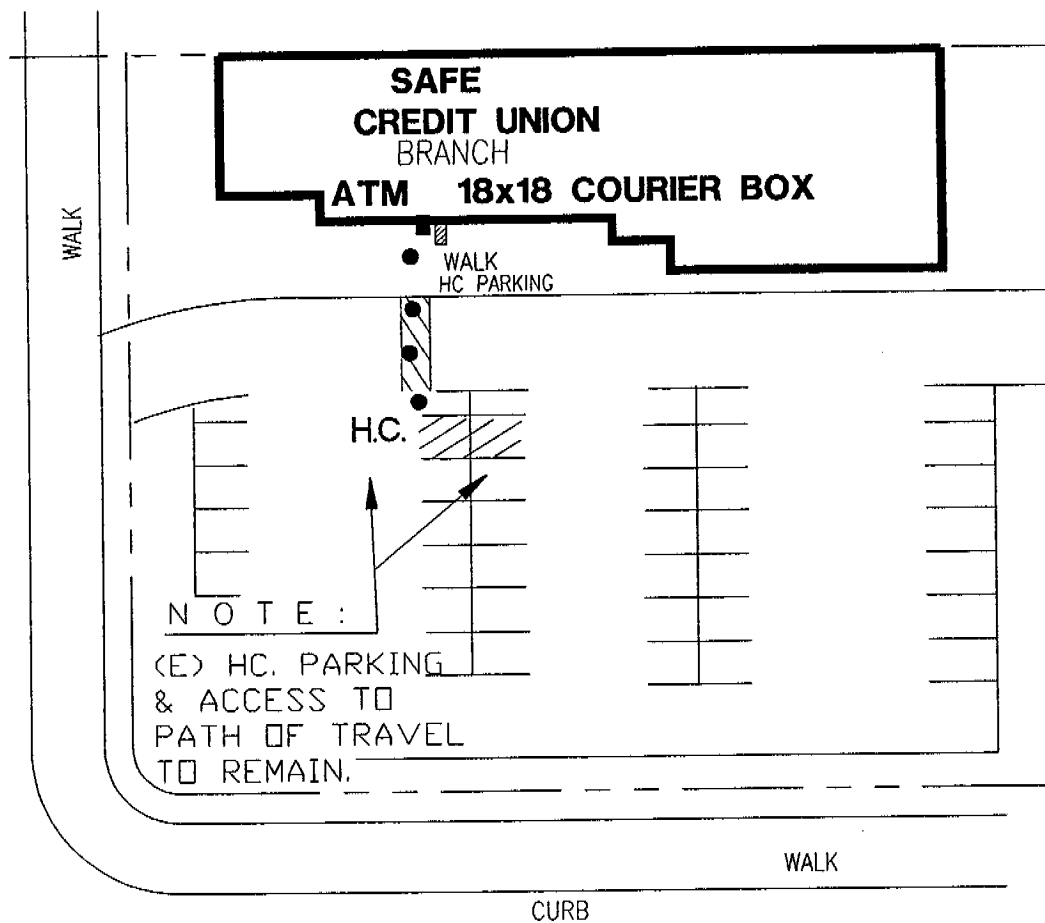 SAFE
CREDIT UNION
BRANCH
ATM 18x18 COURIER BOX
WALK
WALK
HC PARKING
H.C.
NOTE:
(E) HC. PARKING
& ACCESS TO
PATH OF TRAVEL
TO REMAIN.
WALK
CURB